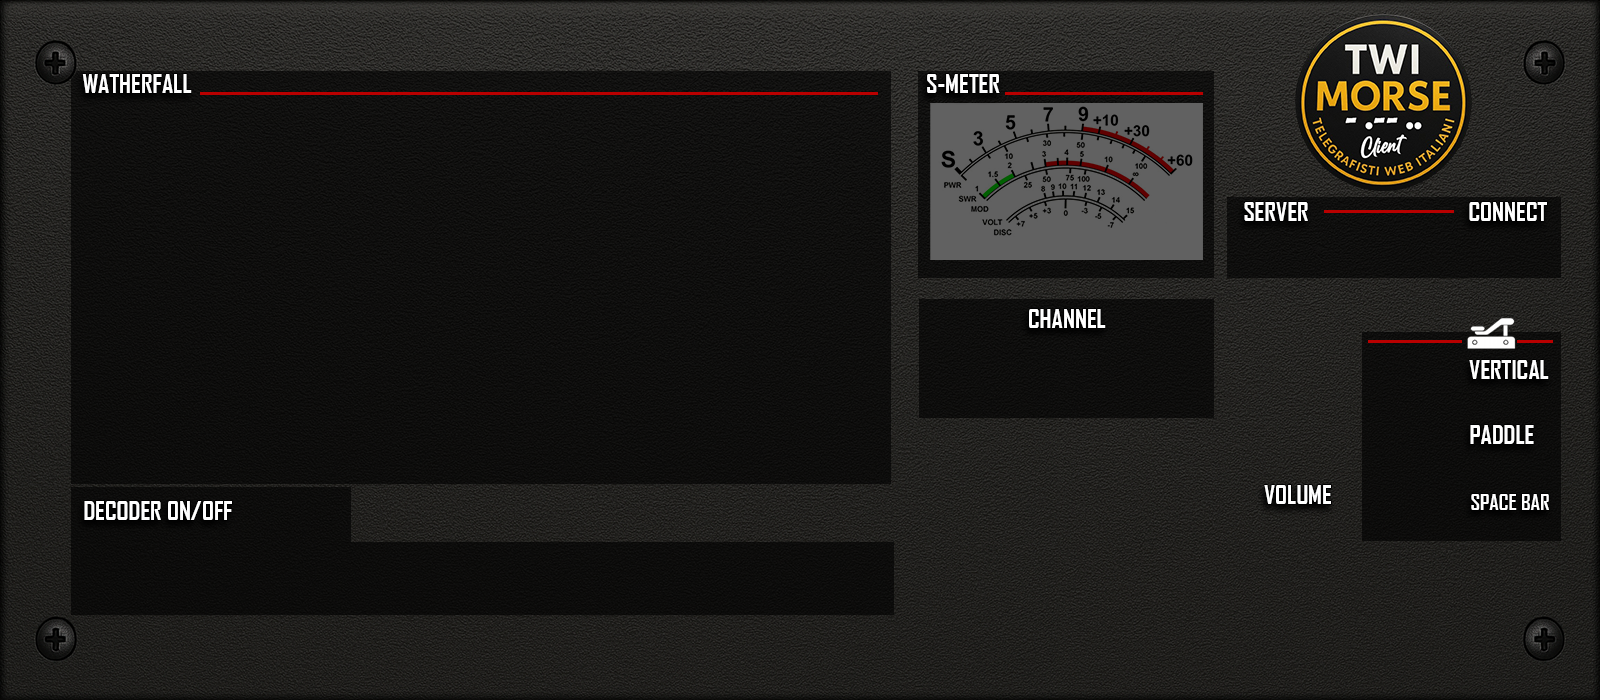 WATHERFALL
S-METER
S 3 5 7 9 +10 +30 +60
PWR 10 30 50 100
SWR 1 1.5 2 3 4 5 10 ∞
MOD 25 50 75 100
VOLT 8 9 10 11 12 13 14 15
DISC +7 +5 +3 0 -3 -5 -7
TWI
MORSE
Client
TELEGRAFISTI WEB ITALIANI
SERVER
CONNECT
CHANNEL
VERTICAL
PADDLE
VOLUME
SPACE BAR
DECODER ON/OFF